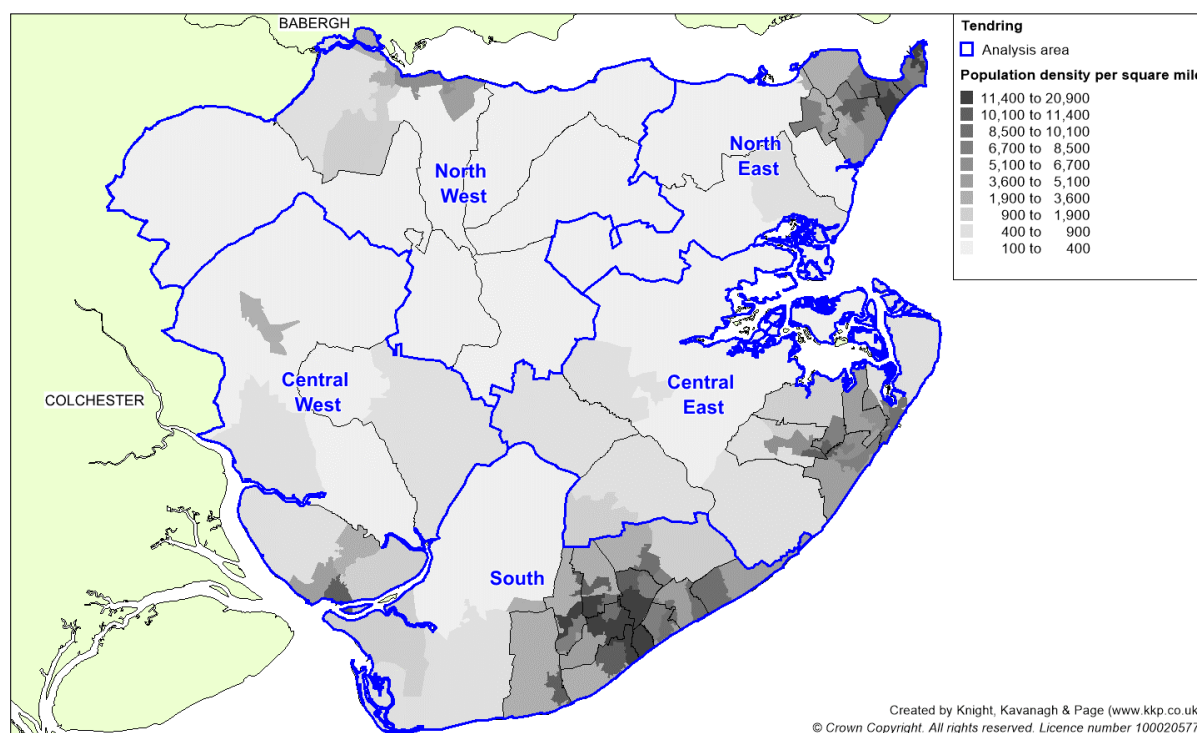 BABERGH
Tendring
Analysis area
Population density per square mile
11,400 to 20,900
10,100 to 11,400
8,500 to 10,100
6,700 to 8,500
5,100 to 6,700
3,600 to 5,100
1,900 to 3,600
900 to 1,900
400 to 900
100 to 400
North
West
North
East
Central
West
Central
East
COLCHESTER
South
Created by Knight, Kavanagh & Page (www.kkp.co.uk
© Crown Copyright. All rights reserved. Licence number 100020577